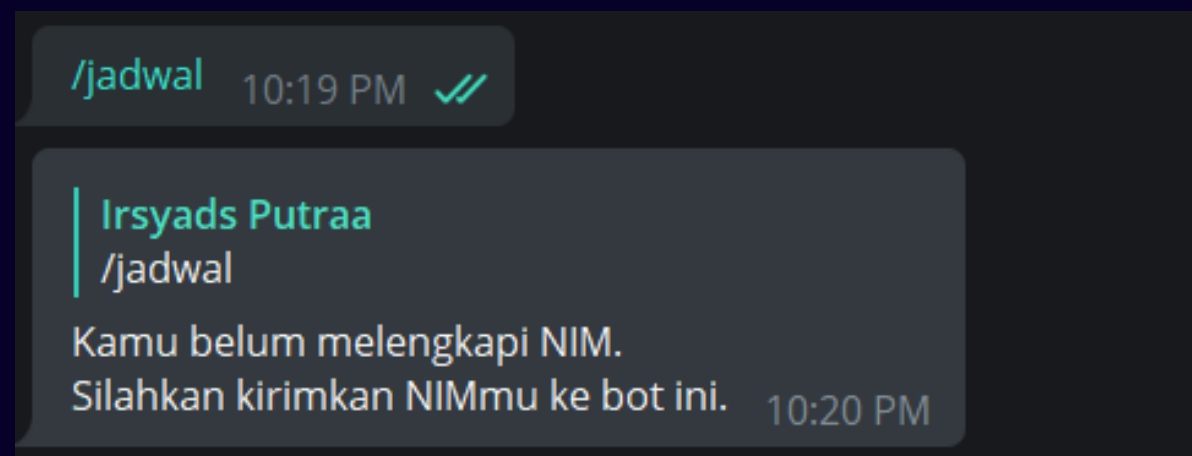 /jadwal 10:19 PM
Irsyads Putraa
/jadwal
Kamu belum melengkapi NIM.
Silahkan kirimkan NIMmu ke bot ini. 10:20 PM